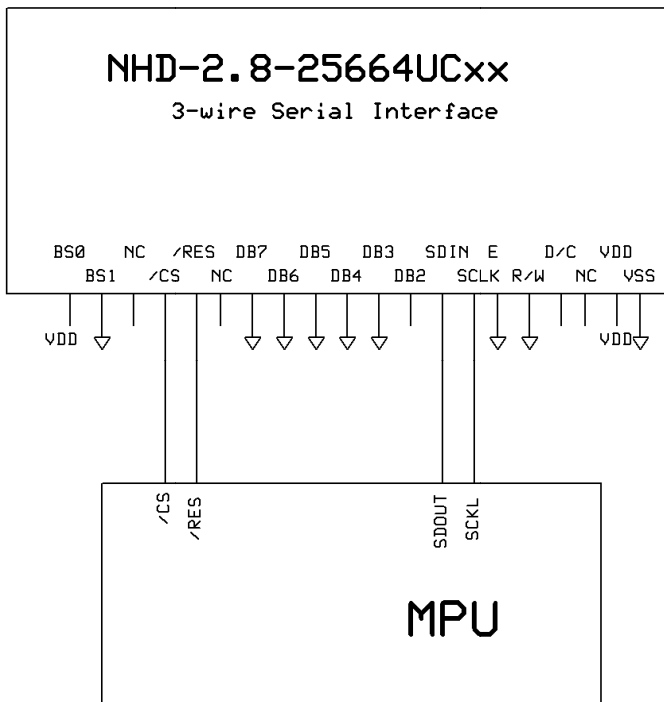 NHD-2.8-25664UCxx
3-wire Serial Interface
BS0 NC /RES DB7 DB5 DB3 SDIN E D/C VDD
BS1 /CS NC DB6 DB4 DB2 SCLK R/W NC VSS
VDD VDD
/CS
/RES
SDOUT
SCKL
MPU